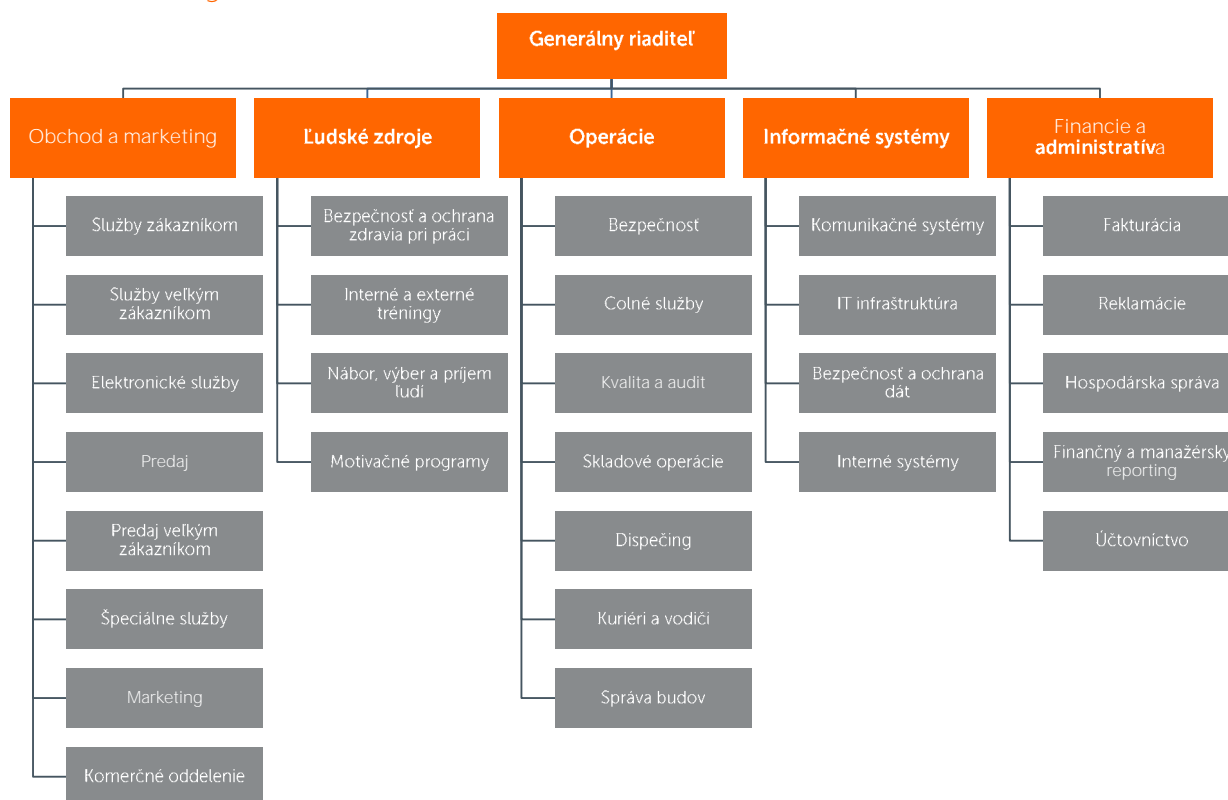 Generálny riaditeľ
Obchod a marketing
Služby zákazníkom
Služby veľkým
zákazníkom
Elektronické služby
Predaj
Predaj veľkým
zákazníkom
Špeciálne služby
Marketing
Komerčné oddelenie
Ľudské zdroje
Bezpečnosť a ochrana
zdravia pri práci
Interné a externé
tréningy
Nábor, výber a príjem
ľudí
Motivačné programy
Operácie
Bezpečnosť
Colné služby
Kvalita a audit
Skladové operácie
Dispečing
Kuriéri a vodiči
Správa budov
Informačné systémy
Komunikačné systémy
IT infraštruktúra
Bezpečnosť a ochrana
dát
Interné systémy
Financie a
administratíva
Fakturácia
Reklamácie
Hospodárska správa
Finančný a manažérsky
reporting
Účtovníctvo